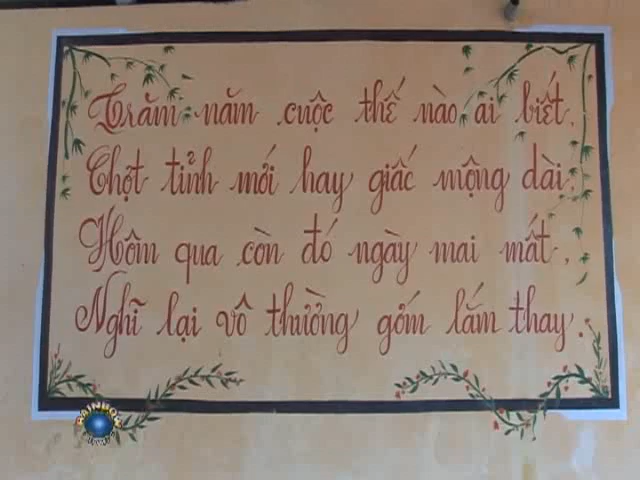 Trăm năm cuộc thế nào ai biết.
Chợt tỉnh mới hay giấc mộng dài.
Hôm qua còn đó ngày mai mất.
Nghĩ lại vô thường gớm lắm thay.
RAINBOW